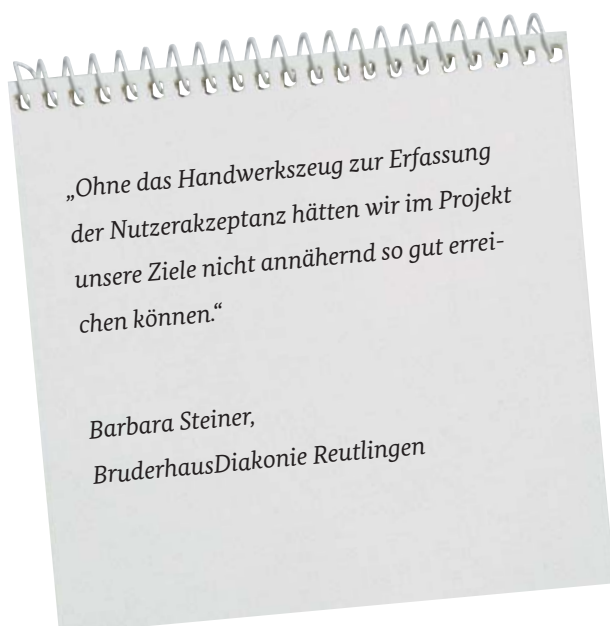 „Ohne das Handwerkszeug zur Erfassung
der Nutzerakzeptanz hätten wir im Projekt
unsere Ziele nicht annähernd so gut errei-
chen können.“
Barbara Steiner,
BruderhausDiakonie Reutlingen